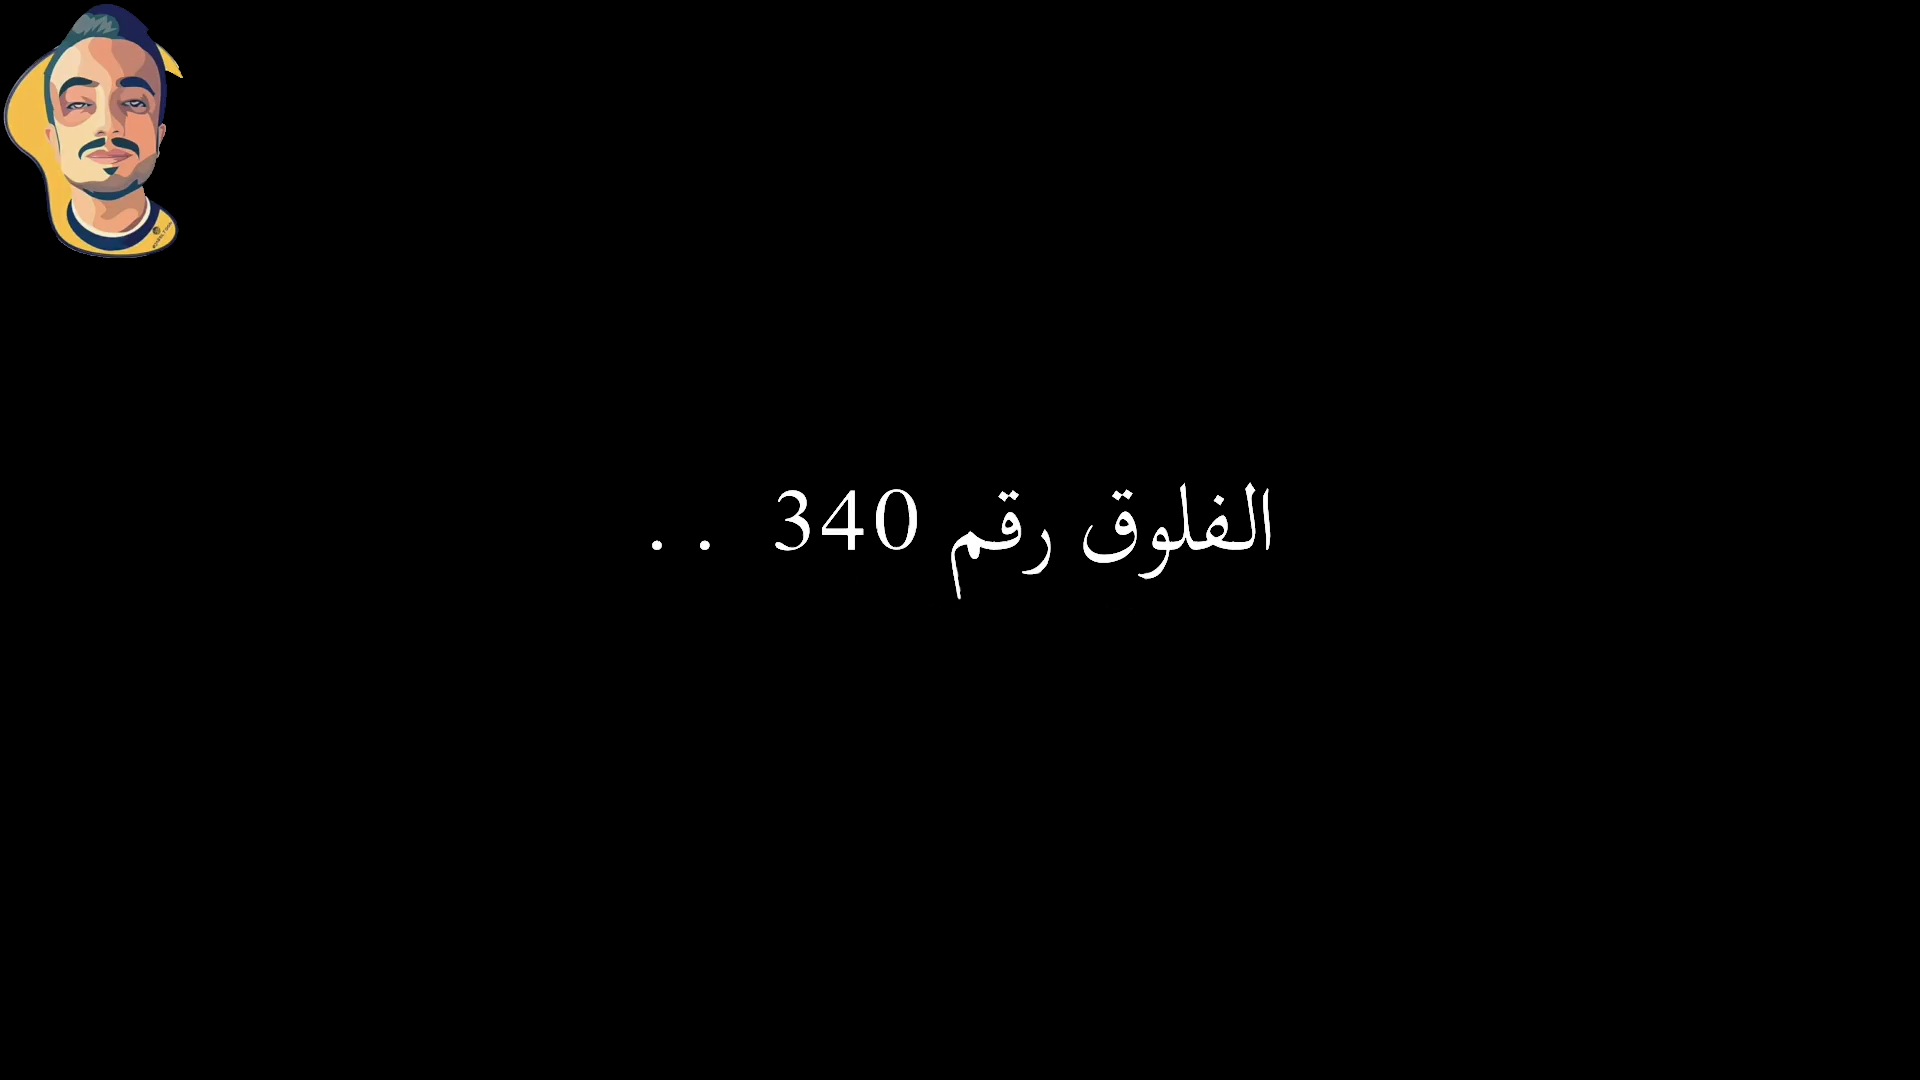 الفلوق رقم 340 . .